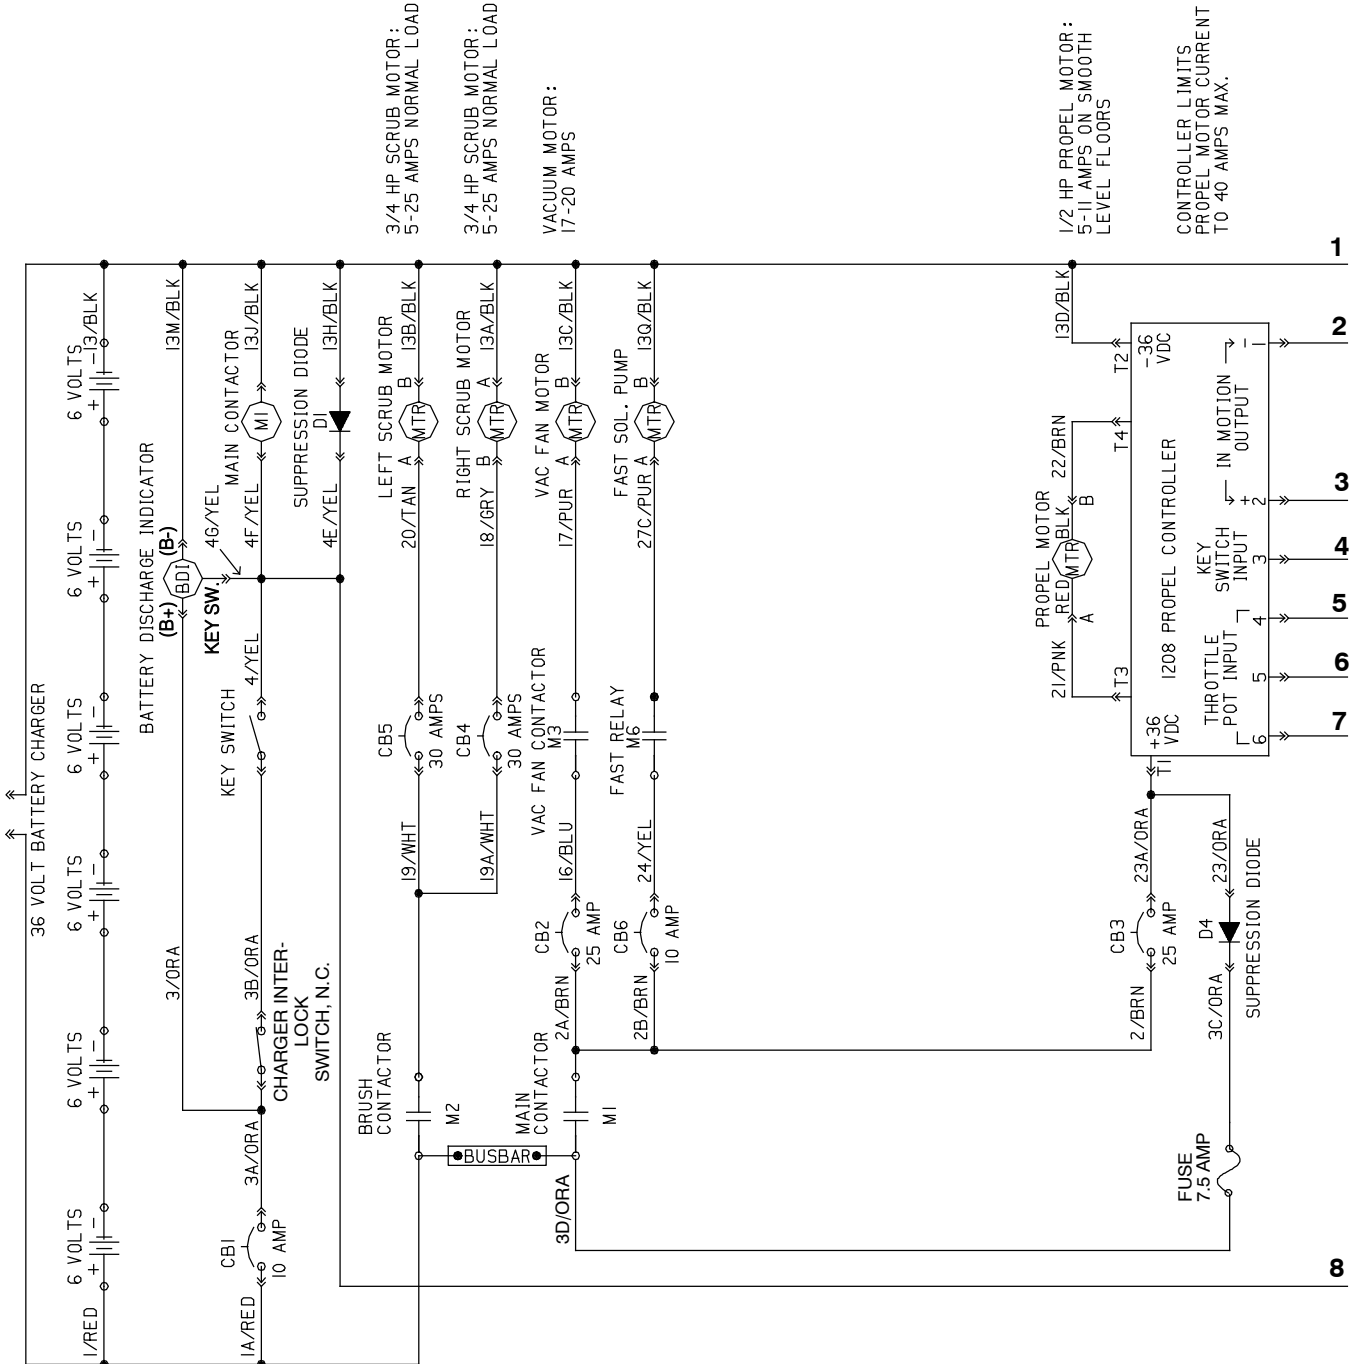 3/4 HP SCRUB MOTOR:
5-25 AMPS NORMAL LOAD
3/4 HP SCRUB MOTOR:
5-25 AMPS NORMAL LOAD
VACUUM MOTOR:
17-20 AMPS
1/2 HP PROPEL MOTOR:
5-11 AMPS ON SMOOTH
LEVEL FLOORS
CONTROLLER LIMITS
PROPEL MOTOR CURRENT
TO 40 AMPS MAX.
1
2
3
4
5
6
7
8
36 VOLT BATTERY CHARGER
1/RED
6 VOLTS
+ -
6 VOLTS
+ -
6 VOLTS
+ -
6 VOLTS
+ -
6 VOLTS
+ -
6 VOLTS
+ -
13/BLK
BATTERY DISCHARGE INDICATOR
3/ORA
(B+)
BDI
(B-)
13M/BLK
KEY SW.
4G/YEL
1A/RED
CB1
10 AMP
3A/ORA
CHARGER INTER-
LOCK
SWITCH, N.C.
3B/ORA
KEY SWITCH
4/YEL
4F/YEL
MAIN CONTACTOR
M1
13J/BLK
4E/YEL
SUPPRESSION DIODE
D1
13H/BLK
BRUSH
CONTACTOR
M2
19/WHT
CB5
30 AMPS
20/TAN
LEFT SCRUB MOTOR
A
MTR
B
13B/BLK
19A/WHT
CB4
30 AMPS
18/GRY
RIGHT SCRUB MOTOR
B
MTR
A
13A/BLK
BUSBAR
MAIN
CONTACTOR
M1
2A/BRN
CB2
25 AMP
16/BLU
VAC FAN CONTACTOR
M3
17/PUR
VAC FAN MOTOR
A
MTR
B
13C/BLK
2B/BRN
CB6
10 AMP
24/YEL
FAST RELAY
M6
27C/PUR
FAST SOL. PUMP
A
MTR
B
13Q/BLK
3D/ORA
2/BRN
CB3
25 AMP
23A/ORA
FUSE
7.5 AMP
3C/ORA
D4
23/ORA
SUPPRESSION DIODE
PROPEL MOTOR
21/PNK
A
RED
MTR
BLK
B
22/BRN
13D/BLK
T1
T3
T4
T2
+36
VDC
-36
VDC
1208 PROPEL CONTROLLER
THROTTLE
POT INPUT
KEY
SWITCH
INPUT
IN MOTION
OUTPUT
+ -
6
5
4
3
2
1